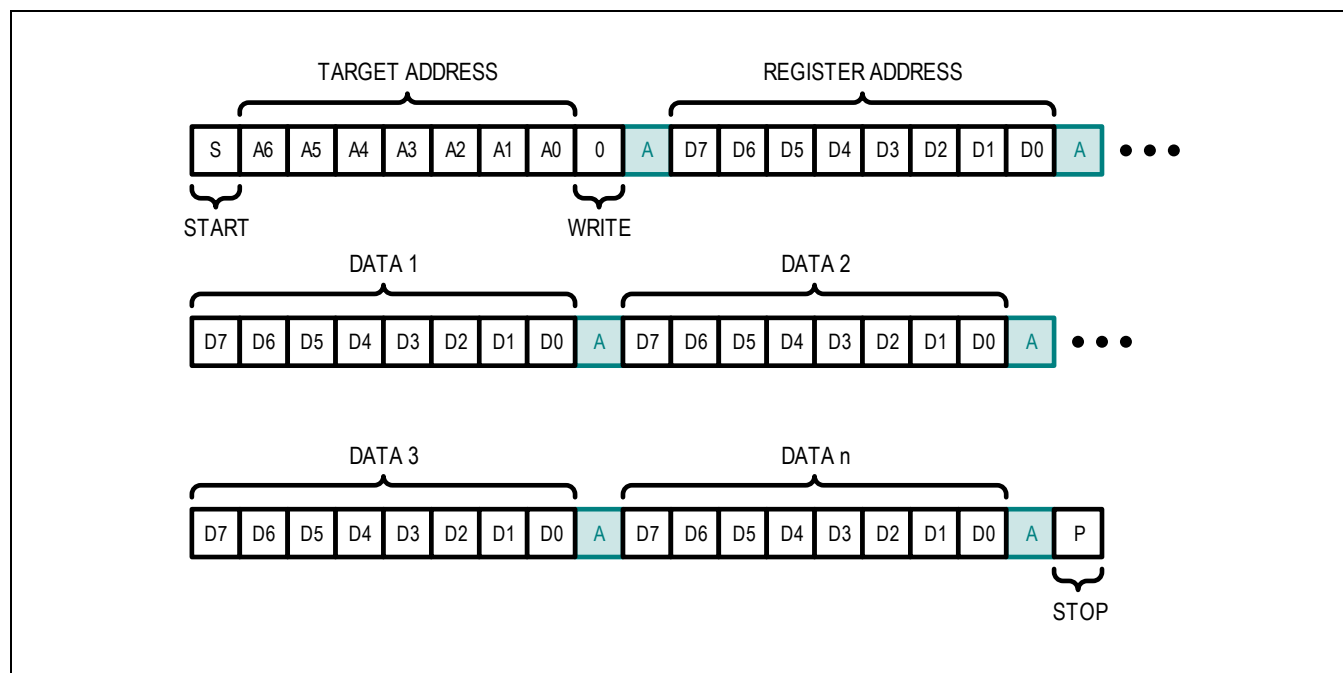 TARGET ADDRESS REGISTER ADDRESS
S A6 A5 A4 A3 A2 A1 A0 0 A D7 D6 D5 D4 D3 D2 D1 D0 A
START WRITE
DATA 1 DATA 2
D7 D6 D5 D4 D3 D2 D1 D0 A D7 D6 D5 D4 D3 D2 D1 D0 A
DATA 3 DATA n
D7 D6 D5 D4 D3 D2 D1 D0 A D7 D6 D5 D4 D3 D2 D1 D0 A P
STOP